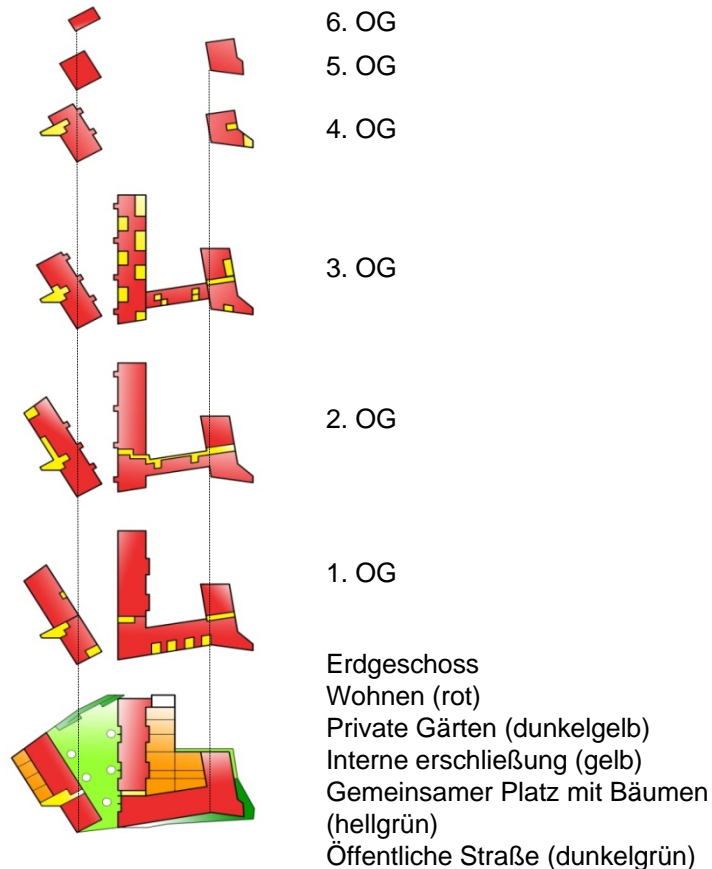 6. OG
5. OG
4. OG
3. OG
2. OG
1. OG
Erdgeschoss
Wohnen (rot)
Private Gärten (dunkelgelb)
Interne erschließung (gelb)
Gemeinsamer Platz mit Bäumen
(hellgrün)
Öffentliche Straße (dunkelgrün)